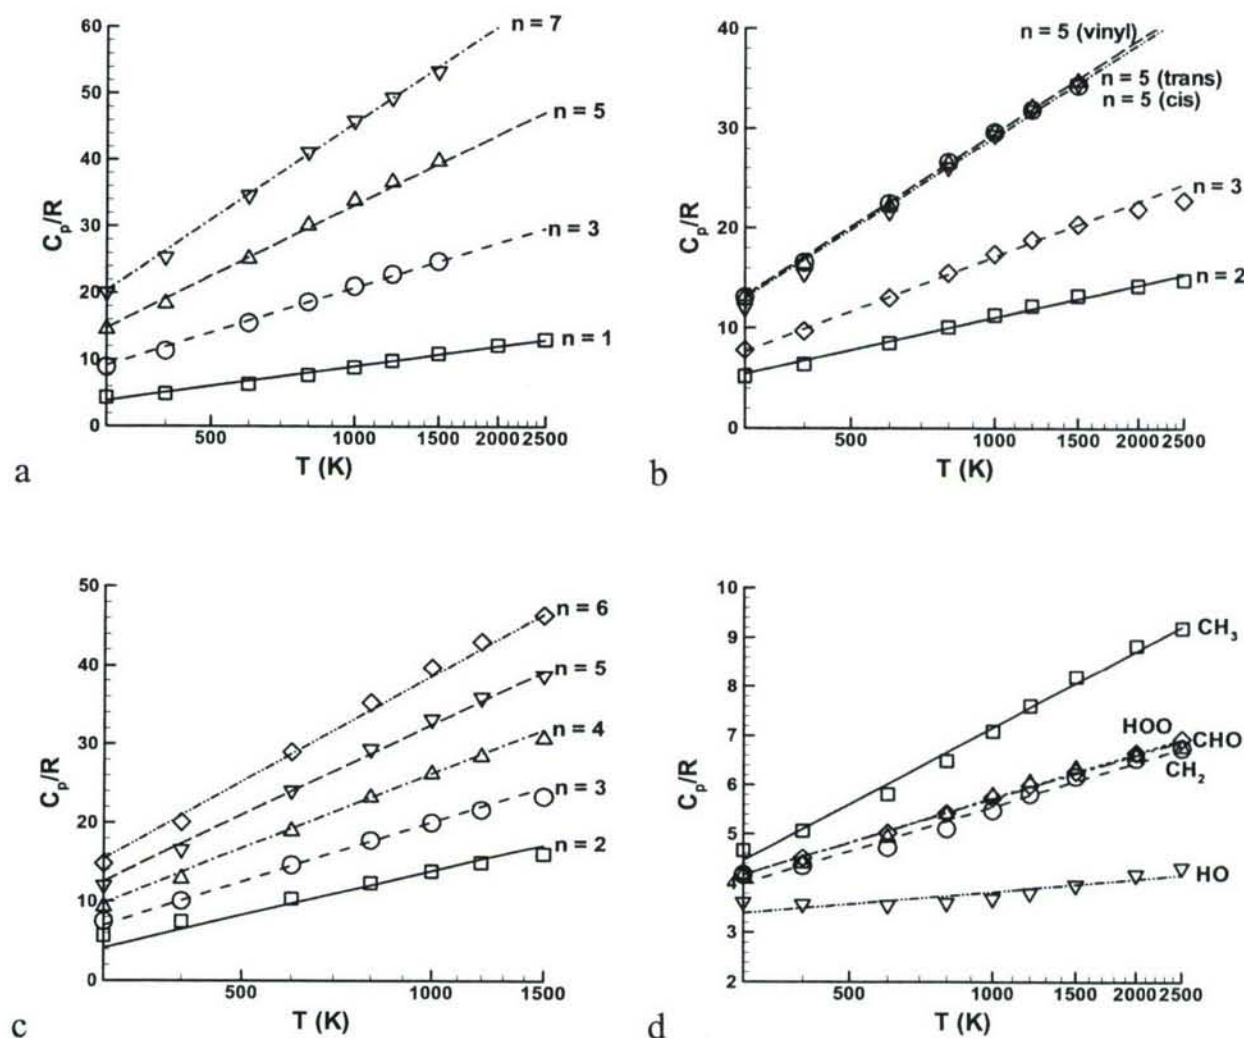 60
50
40
30
20
10
0
C_p/R
n = 7
n = 5
n = 3
n = 1
500
1000
1500
2000
2500
T (K)
a
40
30
20
10
0
C_p/R
n = 5 (vinyl)
n = 5 (trans)
n = 5 (cis)
n = 3
n = 2
500
1000
1500
2000
2500
T (K)
b
50
40
30
20
10
0
C_p/R
n = 6
n = 5
n = 4
n = 3
n = 2
500
1000
1500
T (K)
c
10
9
8
7
6
5
4
3
2
C_p/R
CH₃
HOO
CHO
CH₂
HO
500
1000
1500
2000
2500
T (K)
d